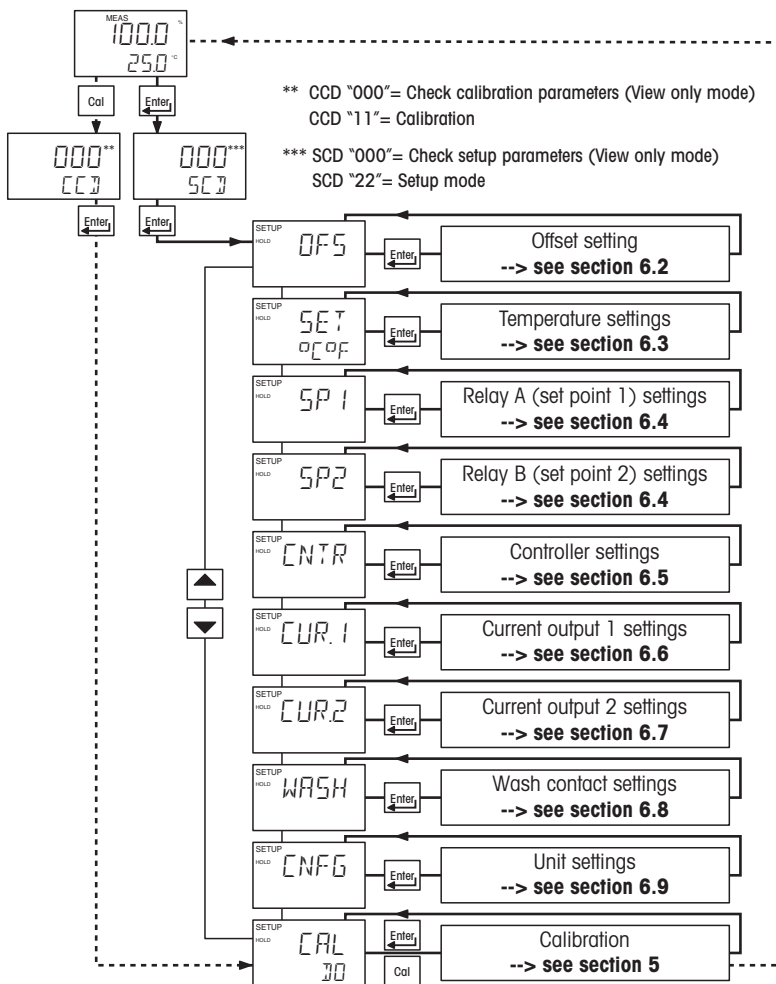 MEAS
100.0 %
25.0 °C
Cal
Enter
** CCD "000"= Check calibration parameters (View only mode)
CCD "11"= Calibration
000**
CCD
000***
SCD
*** SCD "000"= Check setup parameters (View only mode)
SCD "22"= Setup mode
Enter
Enter
SETUP
HOLD
OFS
Enter
Offset setting
--> see section 6.2
SETUP
HOLD
SET
°C°F
Enter
Temperature settings
--> see section 6.3
SETUP
HOLD
SP1
Enter
Relay A (set point 1) settings
--> see section 6.4
SETUP
HOLD
SP2
Enter
Relay B (set point 2) settings
--> see section 6.4
SETUP
HOLD
CNTR
Enter
Controller settings
--> see section 6.5
SETUP
HOLD
CUR.1
Enter
Current output 1 settings
--> see section 6.6
SETUP
HOLD
CUR.2
Enter
Current output 2 settings
--> see section 6.7
SETUP
HOLD
WASH
Enter
Wash contact settings
--> see section 6.8
SETUP
HOLD
CNFG
Enter
Unit settings
--> see section 6.9
SETUP
HOLD
CAL
DO
Enter
Cal
Calibration
--> see section 5